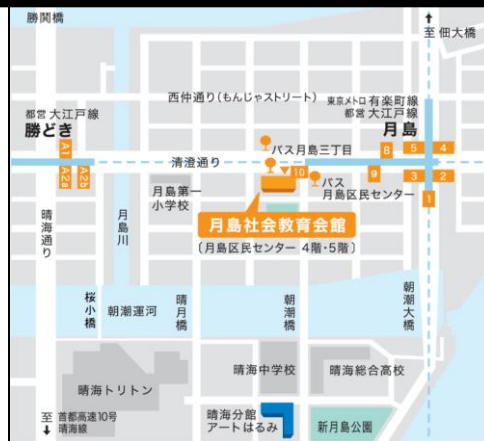 勝鬨橋
至 佃大橋
西仲通り(もんじゃストリート)
東京メトロ 有楽町線
都営 大江戸線
月島
都営 大江戸線
勝どき
A1
A2a
A2b
バス月島三丁目
清澄通り
10
8
5
4
9
3
2
1
バス
月島区民センター
月島第一
小学校
月島社会教育会館
〔月島区民センター 4階・5階〕
晴海通り
月島川
桜小橋
朝潮運河
晴月橋
朝潮橋
朝潮大橋
晴海トリトン
晴海中学校
晴海総合高校
至 首都高速10号
晴海線
晴海分館
アートはるみ
新月島公園